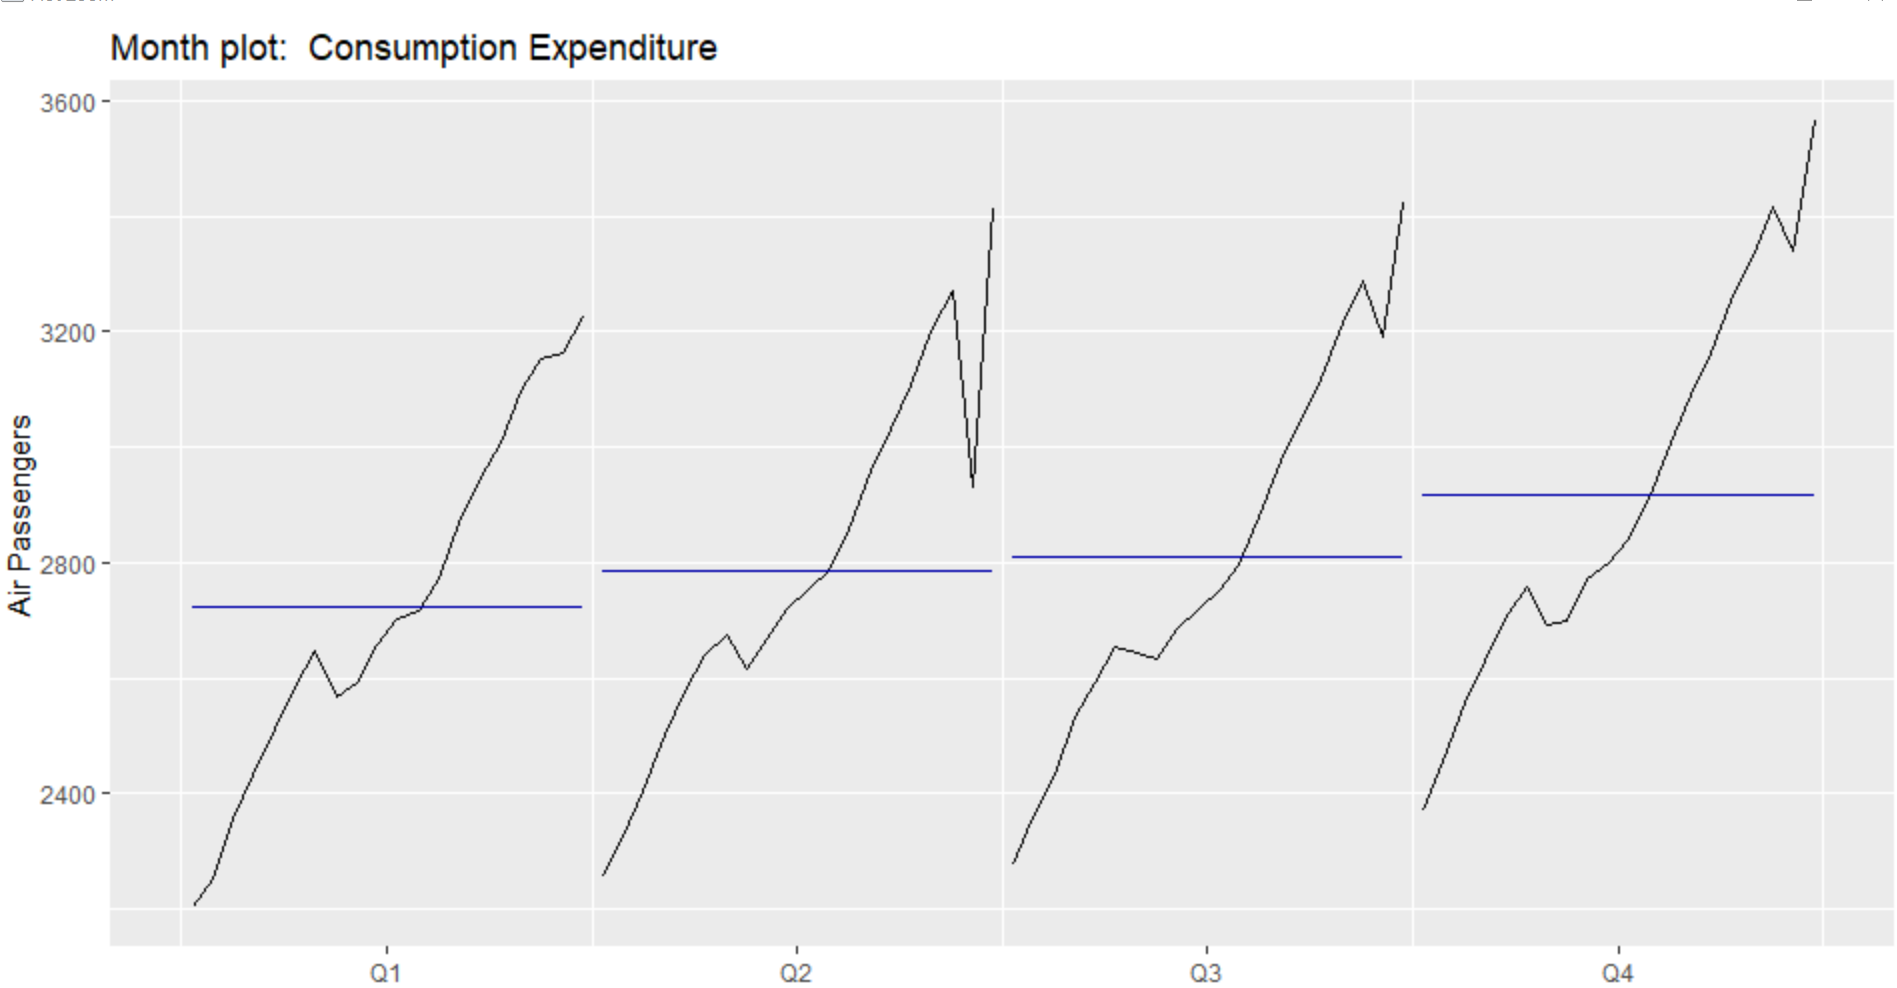 Month plot:  Consumption Expenditure
3600
3200
2800
2400
Air Passengers
Q1 Q2 Q3 Q4